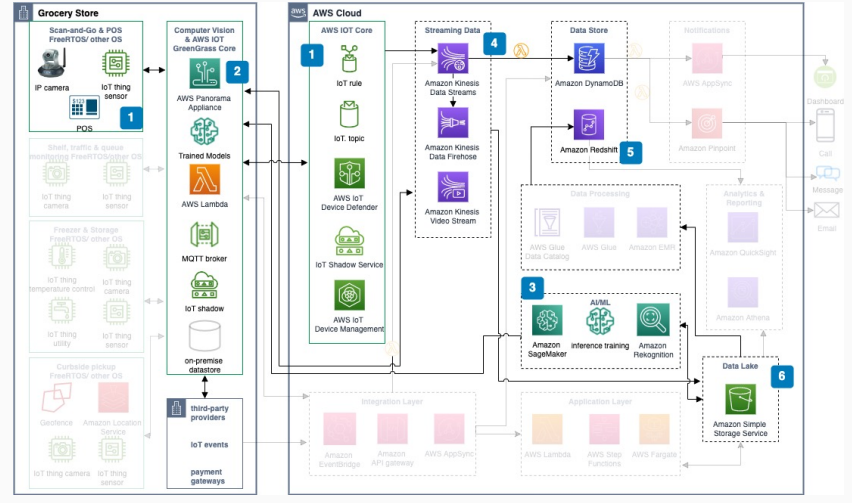 Grocery Store
Scan-and-Go & POS
FreeRTOS/ other OS
IP camera
IoT thing
sensor
POS
1
Shelf, traffic & queue
monitoring FreeRTOS/other OS
IoT thing
camera
IoT thing
sensor
Freezer & Storage
FreeRTOS/ other OS
IoT thing
temperature control
IoT thing
camera
IoT thing
utility
IoT thing
sensor
Curbside pickup
FreeRTOS/ other OS
Geofence
Amazon Location
Service
IoT thing camera
IoT thing
sensor
Computer Vision
& AWS IOT
GreenGrass Core
2
AWS Panorama
Appliance
Trained Models
AWS Lambda
MQTT broker
IoT shadow
on-premise
datastore
third-party
providers
IoT events
payment
gateways
aws
AWS Cloud
AWS IOT Core
1
IoT rule
IoT. topic
AWS IoT
Device Defender
IoT Shadow Service
AWS IoT
Device Management
Streaming Data
4
Amazon Kinesis
Data Streams
Amazon Kinesis
Data Firehose
Amazon Kinesis
Video Stream
Data Store
Amazon DynamoDB
Amazon Redshift
5
Notifications
AWS AppSync
Amazon Pinpoint
Dashboard
Call
Message
Email
Data Processing
AWS Glue
Data Catalog
AWS Glue
Amazon EMR
Analytics &
Reporting
Amazon QuickSight
Amazon Athena
3
AI/ML
Amazon
SageMaker
inference training
Amazon
Rekognition
Data Lake
6
Amazon Simple
Storage Service
Integration Layer
Amazon
EventBridge
Amazon
API gateway
AWS AppSync
Application Layer
AWS Lambda
AWS Step
Functions
AWS Fargate